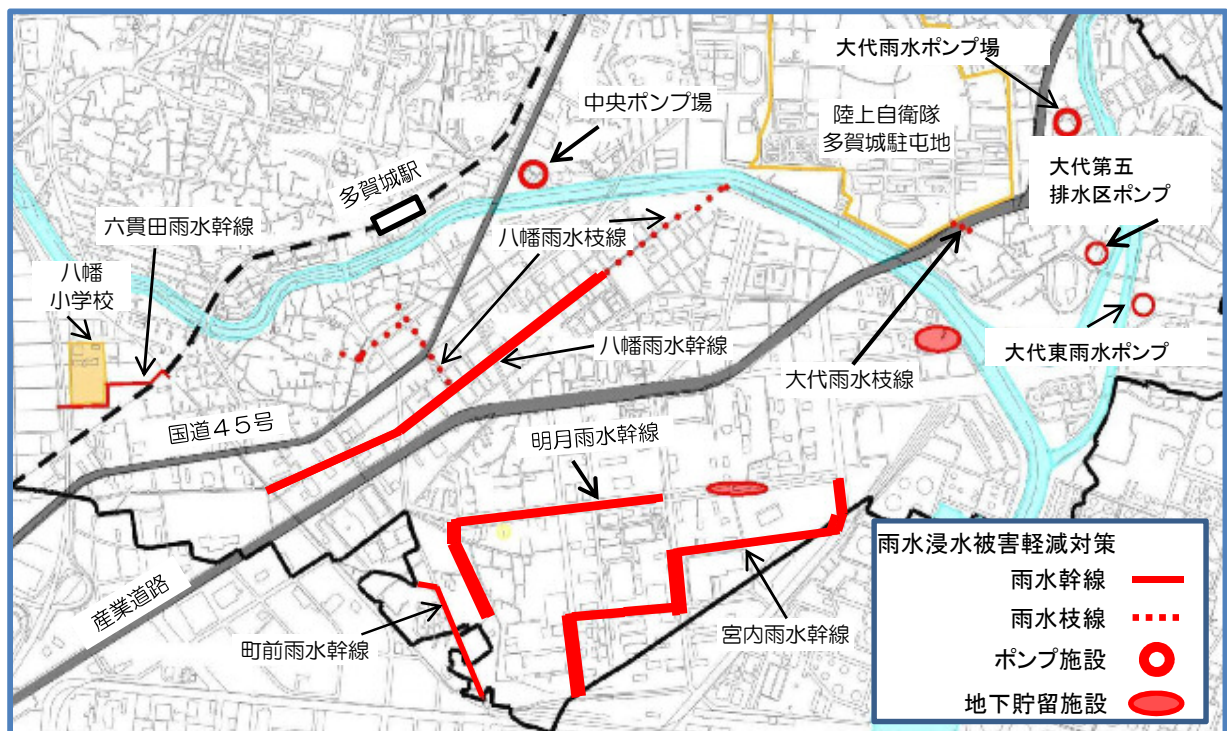 大代雨水ポンプ場
中央ポンプ場
陸上自衛隊
多賀城駐屯地
多賀城駅
大代第五
排水区ポンプ
六貫田雨水幹線
八幡雨水枝線
八幡
小学校
八幡雨水幹線
大代東雨水ポンプ
大代雨水枝線
国道45号
明月雨水幹線
産業道路
町前雨水幹線
宮内雨水幹線
雨水浸水被害軽減対策
雨水幹線
雨水枝線
ポンプ施設
地下貯留施設